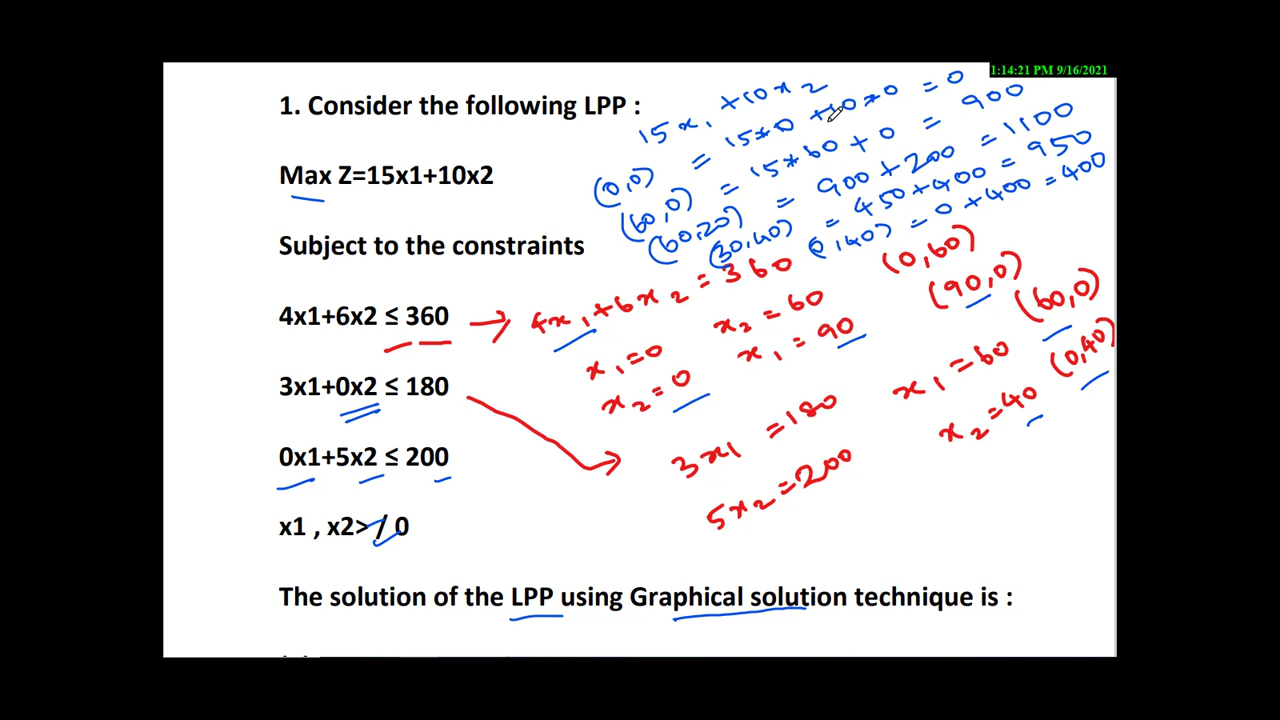 1:14:21 PM 9/16/2021
1. Consider the following LPP :
Max Z=15x1+10x2
Subject to the constraints
4x1+6x2 ≤ 360
3x1+0x2 ≤ 180
0x1+5x2 ≤ 200
x1 , x2> / 0
The solution of the LPP using Graphical solution technique is :
15x1 +10x2
(0,0) = 15*0 +10*0 = 0
(60,0) = 15*60 + 0 = 900
(60,20) = 900 + 200 = 1100
(30,40) = 450+400 = 950
(0,40) = 0+400 = 400
4x1+6x2 = 360
x1=0
x2=60
x2=0
x1=90
(0,60)
(90,0)
3x1 =180
5x2=200
x1=60
x2=40
(60,0)
(0,40)